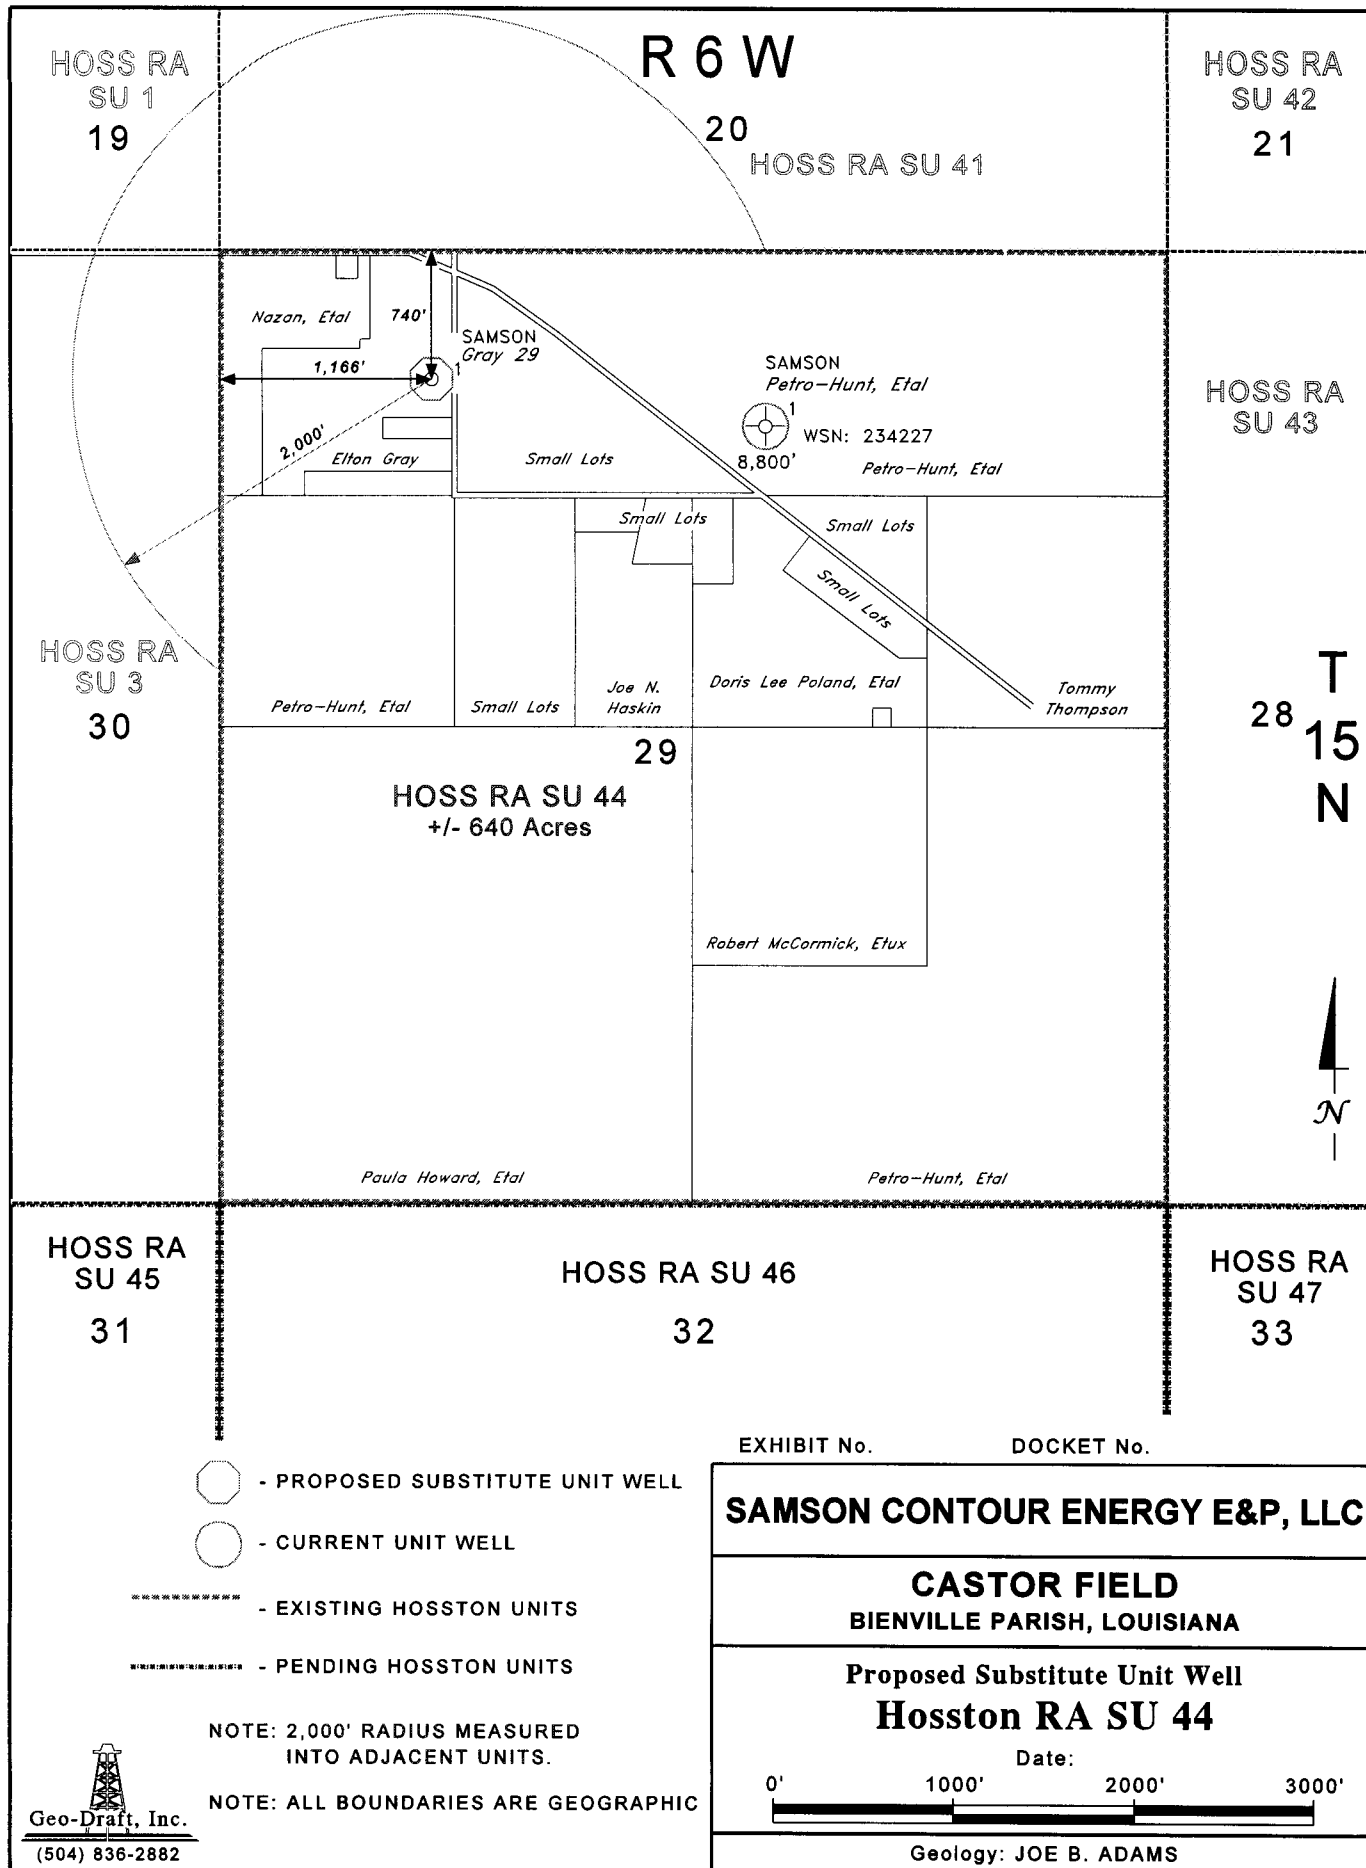 R 6 W
HOSS RA
SU 1
19
20
HOSS RA SU 41
HOSS RA
SU 42
21
Nazan, Etal
740'
SAMSON
Gray 29
1
1,166'
2,000'
Elton Gray
Small Lots
SAMSON
Petro-Hunt, Etal
1
WSN: 234227
8,800'
Petro-Hunt, Etal
HOSS RA
SU 43
Small Lots
Small Lots
Small Lots
HOSS RA
SU 3
30
Petro-Hunt, Etal
Small Lots
Joe N.
Haskin
Doris Lee Poland, Etal
Tommy
Thompson
28
T
15
N
29
HOSS RA SU 44
+/- 640 Acres
Robert McCormick, Etux
N
Paula Howard, Etal
Petro-Hunt, Etal
HOSS RA
SU 45
31
HOSS RA SU 46
32
HOSS RA
SU 47
33
- PROPOSED SUBSTITUTE UNIT WELL
- CURRENT UNIT WELL
- EXISTING HOSSTON UNITS
- PENDING HOSSTON UNITS
NOTE: 2,000' RADIUS MEASURED
INTO ADJACENT UNITS.
NOTE: ALL BOUNDARIES ARE GEOGRAPHIC
Geo-Draft, Inc.
(504) 836-2882
EXHIBIT No. DOCKET No.
SAMSON CONTOUR ENERGY E&P, LLC
CASTOR FIELD
BIENVILLE PARISH, LOUISIANA
Proposed Substitute Unit Well
Hosston RA SU 44
Date:
0' 1000' 2000' 3000'
Geology: JOE B. ADAMS